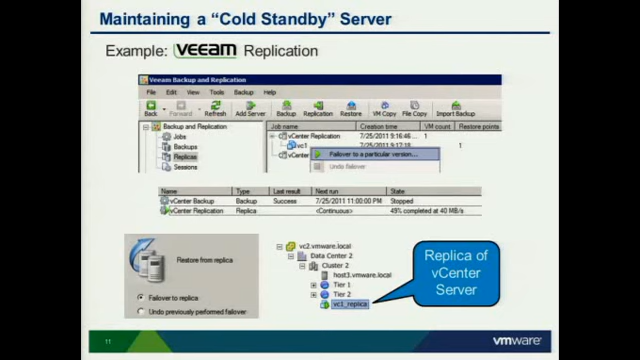 Maintaining a “Cold Standby” Server
Example: veeam Replication
Veeam Backup and Replication
File Edit View Tools Backup Help
Back Forward Refresh Add Server Backup Replication Restore VM Copy File Copy Import Backup
Backup and Replication
Jobs
Backups
Replicas
Sessions
Job name Creation time VM count Restore points
vCenter Replication 7/25/2011 9:16:46 ... 1
vc1 7/25/2011 9:17:18 1
vCenter
Failover to a particular version...
Undo failover
Name Type Last result Next run State
vCenter Backup Backup Success 7/25/2011 11:00:00 PM Stopped
vCenter Replication Replica <Continuous> 49% completed at 40 MB/s
Restore from replica
Failover to replica
Undo previously performed failover
vc2.vmware.local
Data Center 2
Cluster 2
host3.vmware.local
Tier 1
Tier 2
vc1_replica
Replica of
vCenter
Server
11
vmware